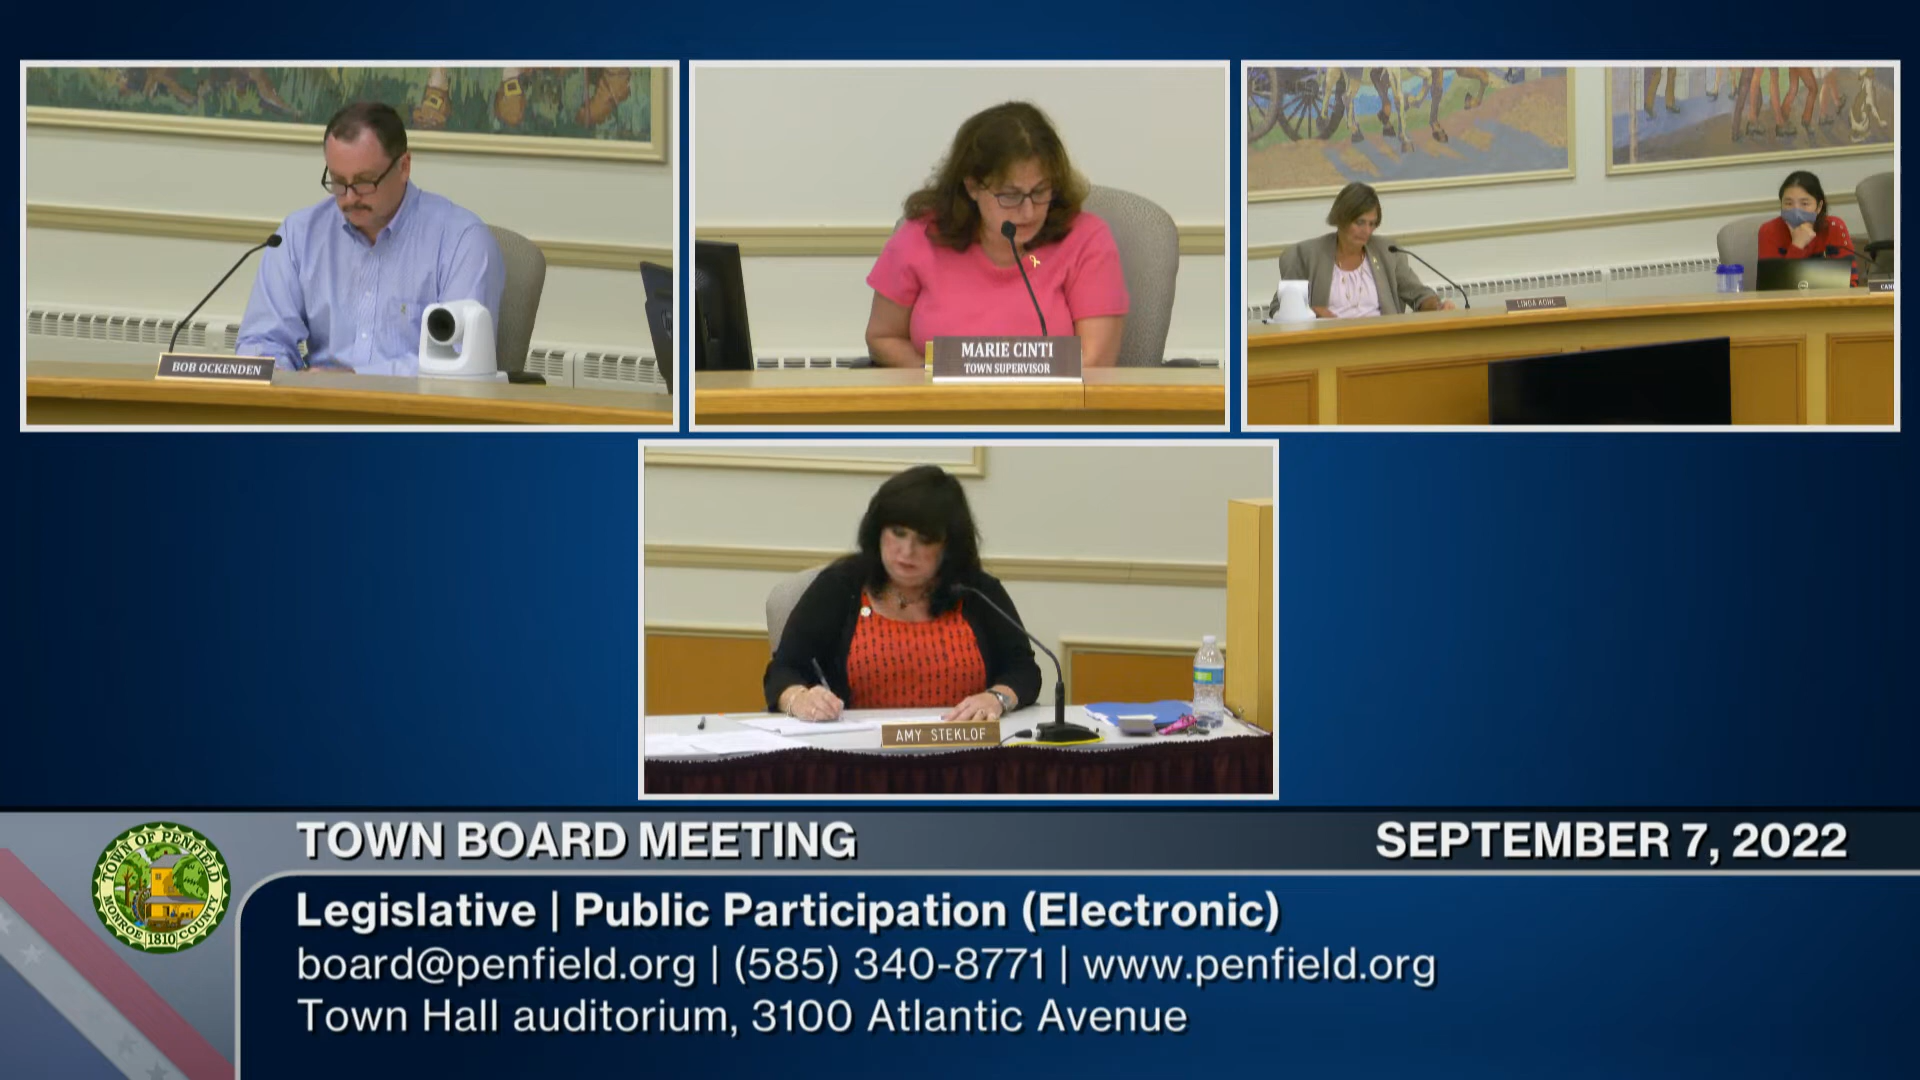 BOB OCKENDEN
MARIE CINTI
TOWN SUPERVISOR
LINDA KOHL
AMY STEKLOF
TOWN BOARD MEETING
SEPTEMBER 7, 2022
TOWN OF PENFIELD
MONROE COUNTY
1810
Legislative | Public Participation (Electronic)
board@penfield.org | (585) 340-8771 | www.penfield.org
Town Hall auditorium, 3100 Atlantic Avenue